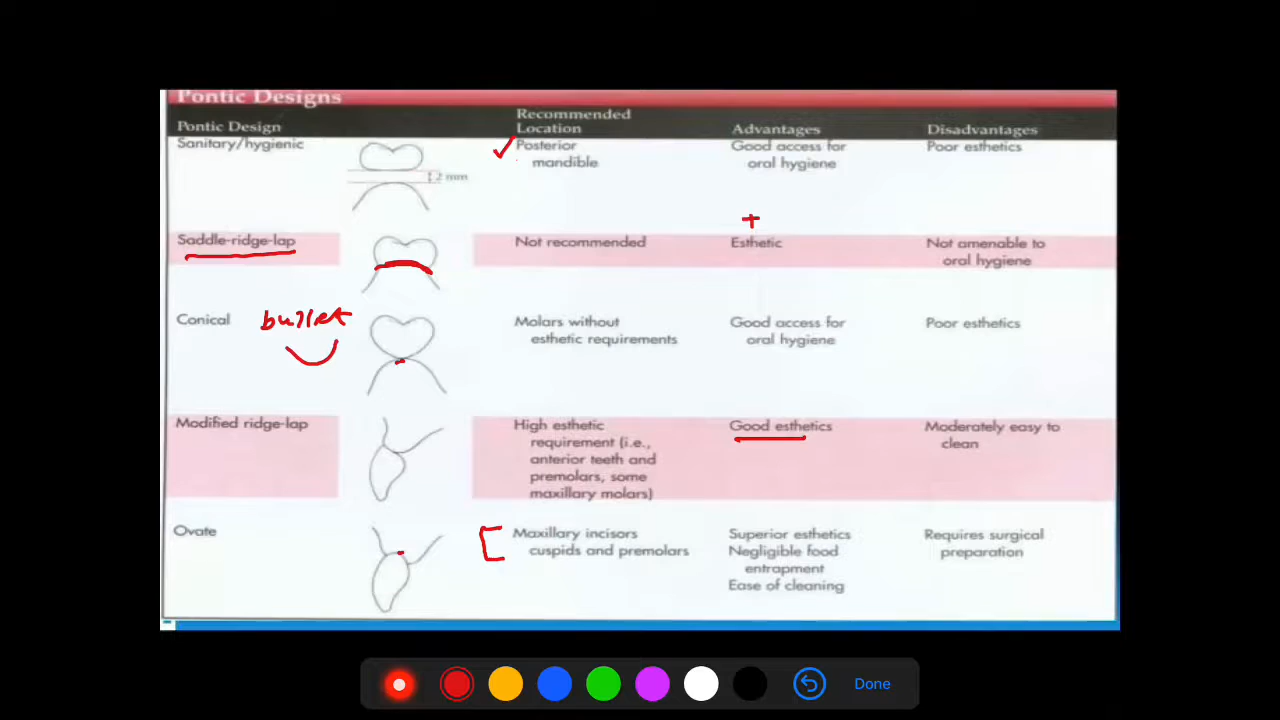 Pontic Designs
Pontic Design
Recommended
Location
Advantages
Disadvantages
Sanitary/hygienic
2 mm
Posterior
mandible
Good access for
oral hygiene
Poor esthetics
+
Saddle-ridge-lap
Not recommended
Esthetic
Not amenable to
oral hygiene
Conical
bullet
Molars without
esthetic requirements
Good access for
oral hygiene
Poor esthetics
Modified ridge-lap
High esthetic
requirement (i.e.,
anterior teeth and
premolars, some
maxillary molars)
Good esthetics
Moderately easy to
clean
Ovate
Maxillary incisors
cuspids and premolars
Superior esthetics
Negligible food
entrapment
Ease of cleaning
Requires surgical
preparation
Done